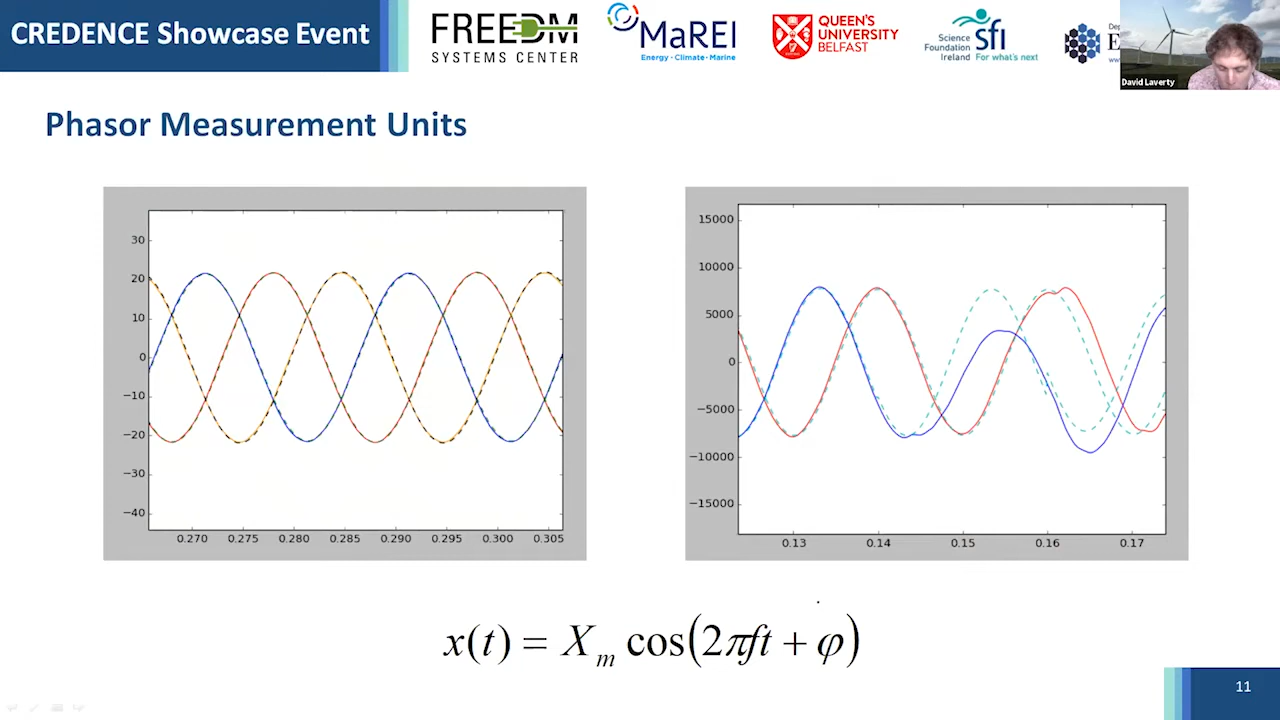 CREDENCE Showcase Event
FREEDM
SYSTEMS CENTER
MaREI
Energy · Climate · Marine
QUEEN'S
UNIVERSITY
BELFAST
Science
Foundation
Ireland
sfi
For what's next
David Laverty
Phasor Measurement Units
30
20
10
0
−10
−20
−30
−40
0.270 0.275 0.280 0.285 0.290 0.295 0.300 0.305
15000
10000
5000
0
−5000
−10000
−15000
0.13 0.14 0.15 0.16 0.17
x(t) = Xₘ cos(2πft + φ)
11